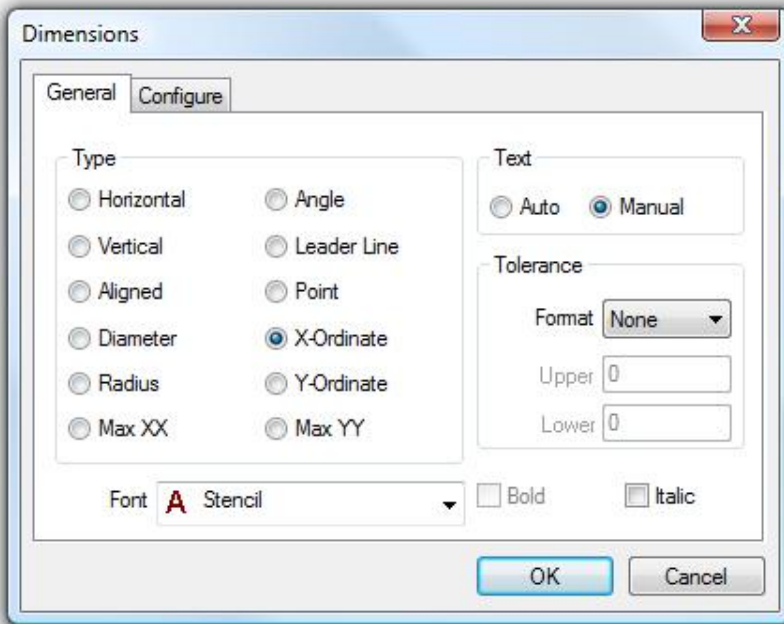 Dimensions
General
Configure
Type
Horizontal
Angle
Vertical
Leader Line
Aligned
Point
Diameter
X-Ordinate
Radius
Y-Ordinate
Max XX
Max YY
Text
Auto
Manual
Tolerance
Format None
Upper 0
Lower 0
Font A Stencil
Bold
Italic
OK
Cancel